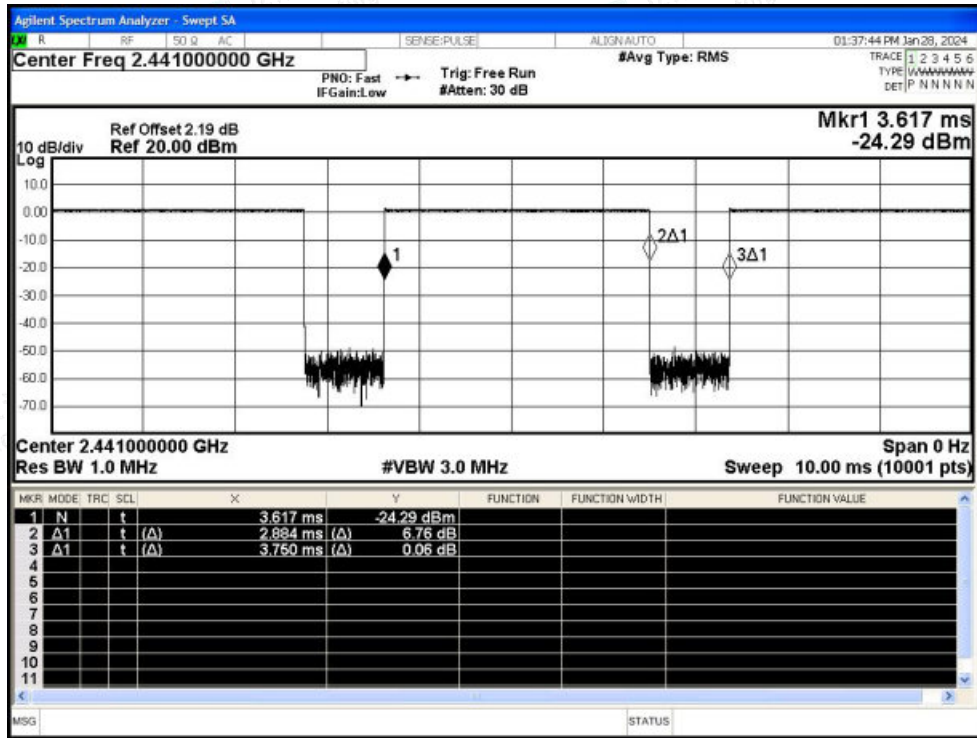 Agilent Spectrum Analyzer - Swept SA
R RF 50 Ω AC SENSE:PULSE ALIGN AUTO 01:37:44 PM Jan 28, 2024
Center Freq 2.441000000 GHz
PNO: Fast
IFGain:Low
Trig: Free Run
#Atten: 30 dB
#Avg Type: RMS
TRACE 1 2 3 4 5 6
TYPE
DET P N N N N N
Ref Offset 2.19 dB
10 dB/div Ref 20.00 dBm
Log
Mkr1 3.617 ms
-24.29 dBm
10.0
0.00
-10.0
-20.0
-30.0
-40.0
-50.0
-60.0
-70.0
1
2Δ1
3Δ1
Center 2.441000000 GHz Span 0 Hz
Res BW 1.0 MHz #VBW 3.0 MHz Sweep 10.00 ms (10001 pts)
MKR MODE TRC SCL X Y FUNCTION FUNCTION WIDTH FUNCTION VALUE
1 N t 3.617 ms -24.29 dBm
2 Δ1 t (Δ) 2.884 ms (Δ) 6.76 dB
3 Δ1 t (Δ) 3.750 ms (Δ) 0.06 dB
4
5
6
7
8
9
10
11
MSG STATUS